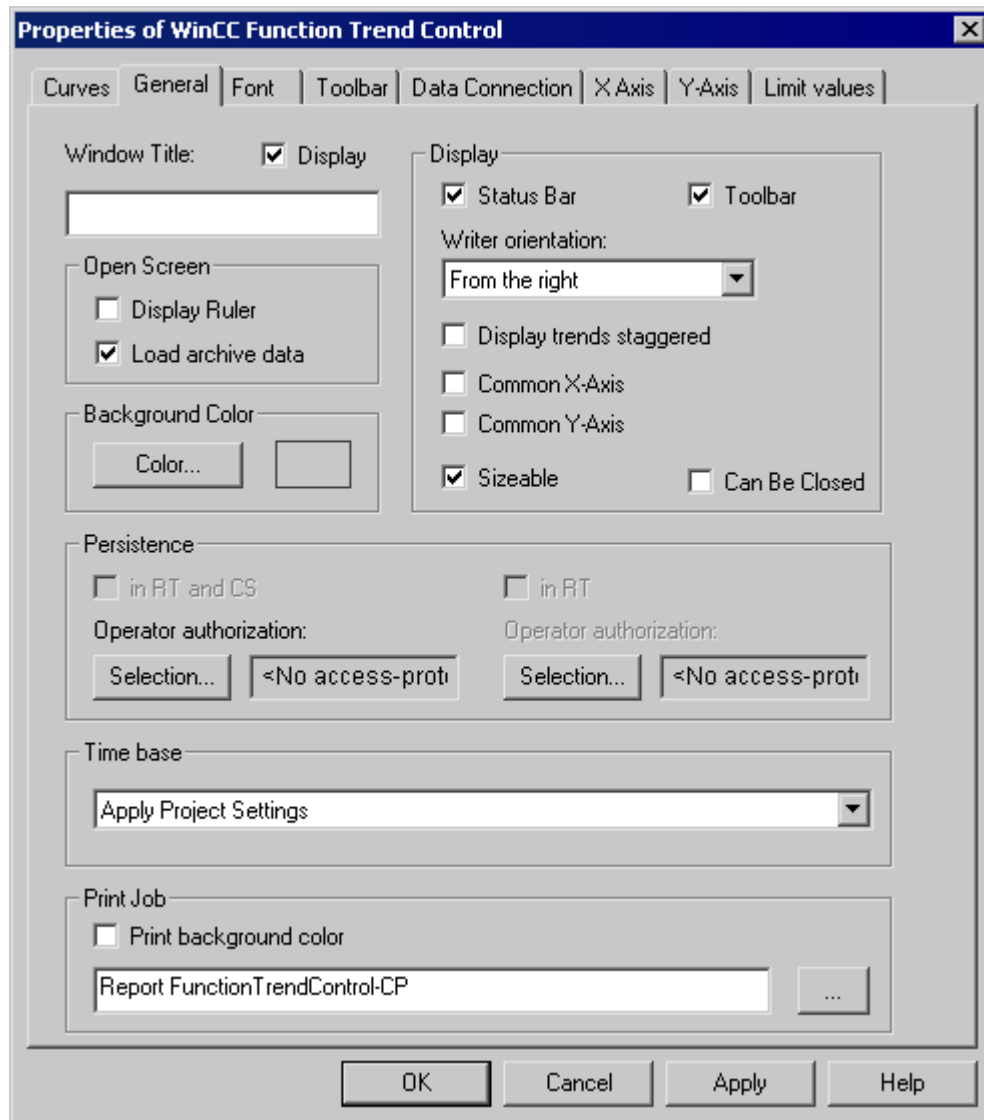 Properties of WinCC Function Trend Control
Curves General Font Toolbar Data Connection X Axis Y-Axis Limit values
Window Title: Display
Open Screen
Display Ruler
Load archive data
Background Color
Color...
Display
Status Bar Toolbar
Writer orientation:
From the right
Display trends staggered
Common X-Axis
Common Y-Axis
Sizeable Can Be Closed
Persistence
in RT and CS in RT
Operator authorization: Operator authorization:
Selection... <No access-prot Selection... <No access-prot
Time base
Apply Project Settings
Print Job
Print background color
Report FunctionTrendControl-CP
...
OK Cancel Apply Help